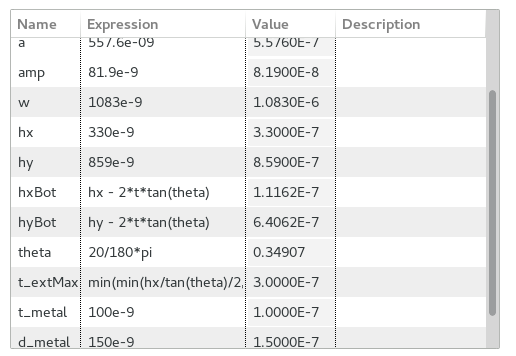 Name Expression Value Description
a 557.6e-09 5.5760E-7
amp 81.9e-9 8.1900E-8
w 1083e-9 1.0830E-6
hx 330e-9 3.3000E-7
hy 859e-9 8.5900E-7
hxBot hx - 2*t*tan(theta) 1.1162E-7
hyBot hy - 2*t*tan(theta) 6.4062E-7
theta 20/180*pi 0.34907
t_extMax min(min(hx/tan(theta)/2, 3.0000E-7
t_metal 100e-9 1.0000E-7
d_metal 150e-9 1.5000E-7